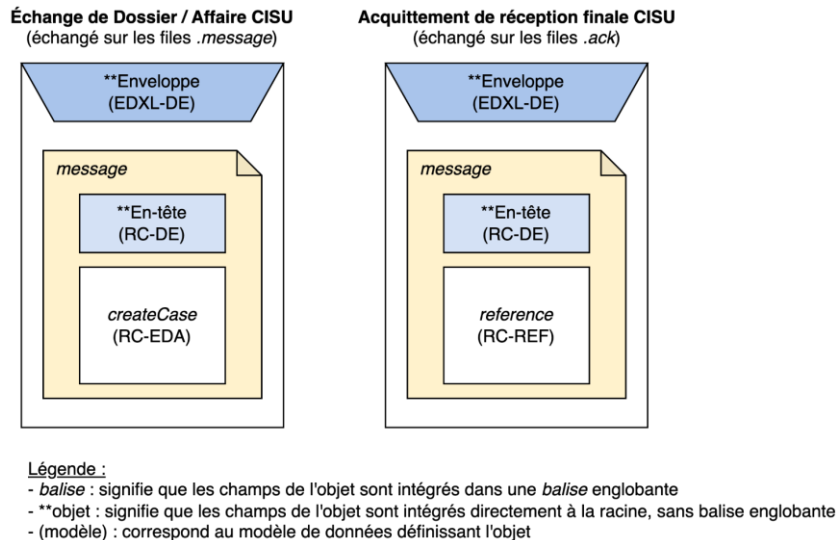 Échange de Dossier / Affaire CISU
(échangé sur les files .message)
**Enveloppe
(EDXL-DE)
message
**En-tête
(RC-DE)
createCase
(RC-EDA)
Acquittement de réception finale CISU
(échangé sur les files .ack)
**Enveloppe
(EDXL-DE)
message
**En-tête
(RC-DE)
reference
(RC-REF)
Légende :
- balise : signifie que les champs de l'objet sont intégrés dans une balise englobante
- **objet : signifie que les champs de l'objet sont intégrés directement à la racine, sans balise englobante
- (modèle) : correspond au modèle de données définissant l'objet